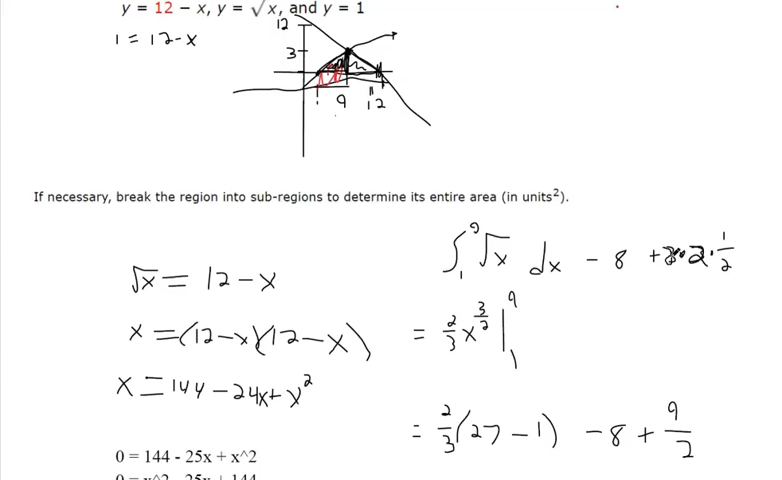 y = 12 − x, y = √x, and y = 1
1 = 12 - x
12
3
1 9 11 12
If necessary, break the region into sub-regions to determine its entire area (in units²).
√x = 12 - x
x = (12 - x)(12 - x)
x = 144 - 24x + x²
0 = 144 - 25x + x^2
∫₁⁹ √x dx - 8 + 2 · 1/2
= 2/3 x^(3/2) |₁⁹
= 2/3 (27 - 1) - 8 + 9/2